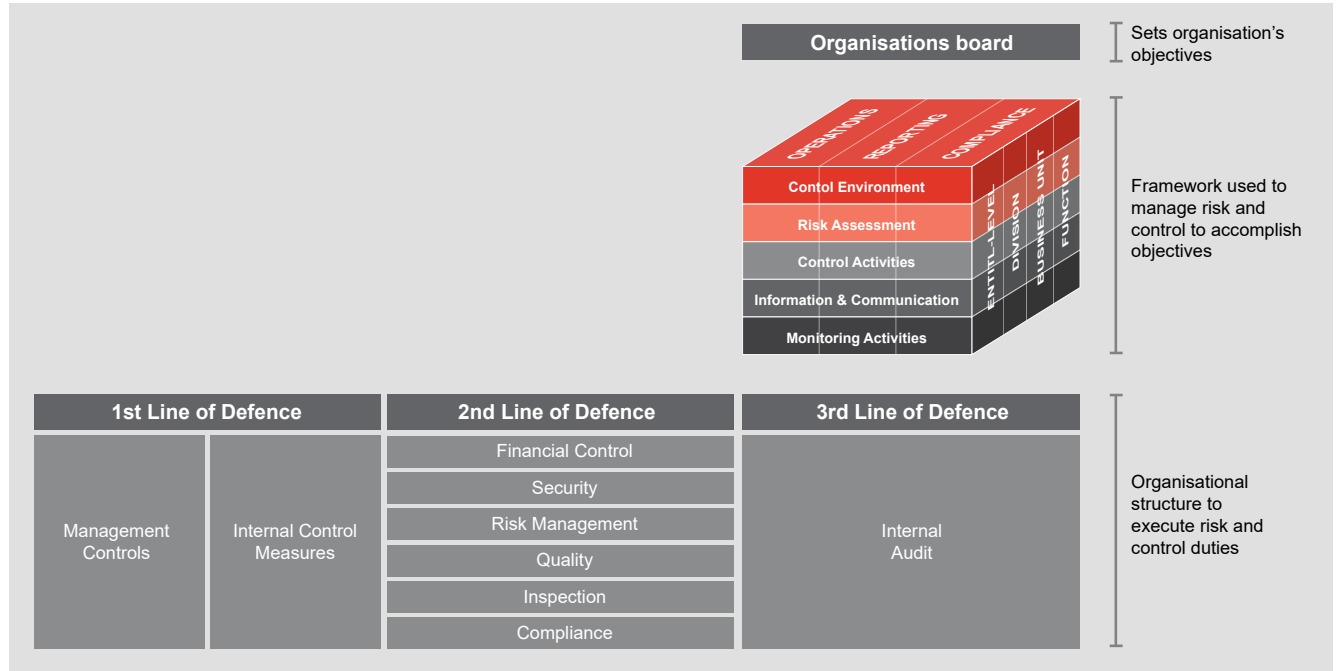 Organisations board
Sets organisation's
objectives
OPERATIONS
REPORTING
COMPLIANCE
Contol Environment
Risk Assessment
Control Activities
Information & Communication
Monitoring Activities
ENTITL-LEVEL
DIVISION
BUSINESS UNIT
FUNCTION
Framework used to
manage risk and
control to accomplish
objectives
1st Line of Defence
2nd Line of Defence
3rd Line of Defence
Management
Controls
Internal Control
Measures
Financial Control
Security
Risk Management
Quality
Inspection
Compliance
Internal
Audit
Organisational
structure to
execute risk and
control duties